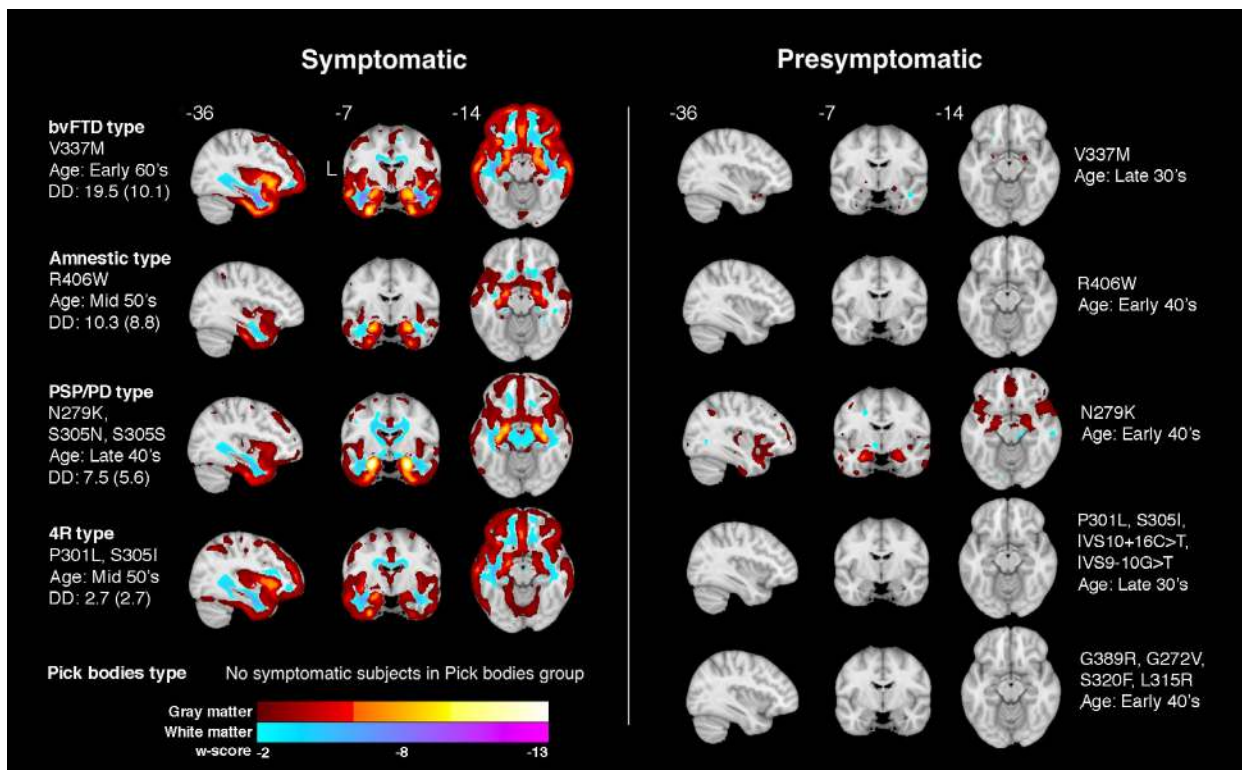 Symptomatic
Presymptomatic
-36
-7
-14
-36
-7
-14
bvFTD type
V337M
Age: Early 60's
DD: 19.5 (10.1)
L
V337M
Age: Late 30's
Amnestic type
R406W
Age: Mid 50's
DD: 10.3 (8.8)
R406W
Age: Early 40's
PSP/PD type
N279K,
S305N, S305S
Age: Late 40's
DD: 7.5 (5.6)
N279K
Age: Early 40's
4R type
P301L, S305I
Age: Mid 50's
DD: 2.7 (2.7)
P301L, S305I,
IVS10+16C>T,
IVS9-10G>T
Age: Late 30's
Pick bodies type
No symptomatic subjects in Pick bodies group
G389R, G272V,
S320F, L315R
Age: Early 40's
Gray matter
White matter
w-score
-2
-8
-13